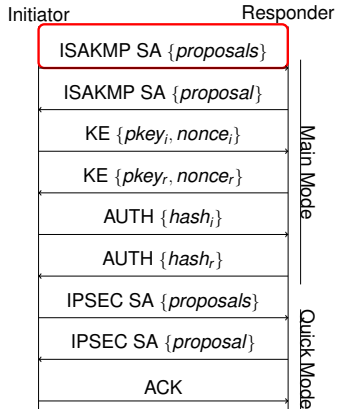 Initiator Responder
ISAKMP SA {proposals}
ISAKMP SA {proposal}
KE {pkeyᵢ, nonceᵢ}
KE {pkeyᵣ, nonceᵣ}
AUTH {hashᵢ}
AUTH {hashᵣ}
Main Mode
IPSEC SA {proposals}
IPSEC SA {proposal}
ACK
Quick Mode